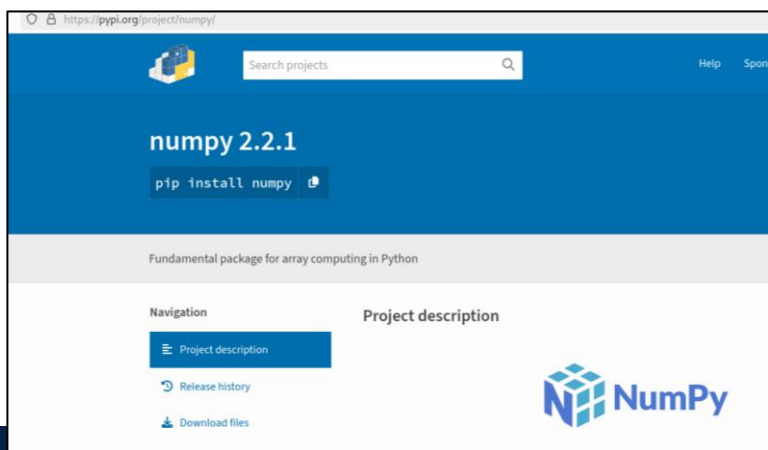 https://pypi.org/project/numpy/
Search projects
Help Spon
numpy 2.2.1
pip install numpy
Fundamental package for array computing in Python
Navigation
Project description
Project description
Release history
Download files
NumPy